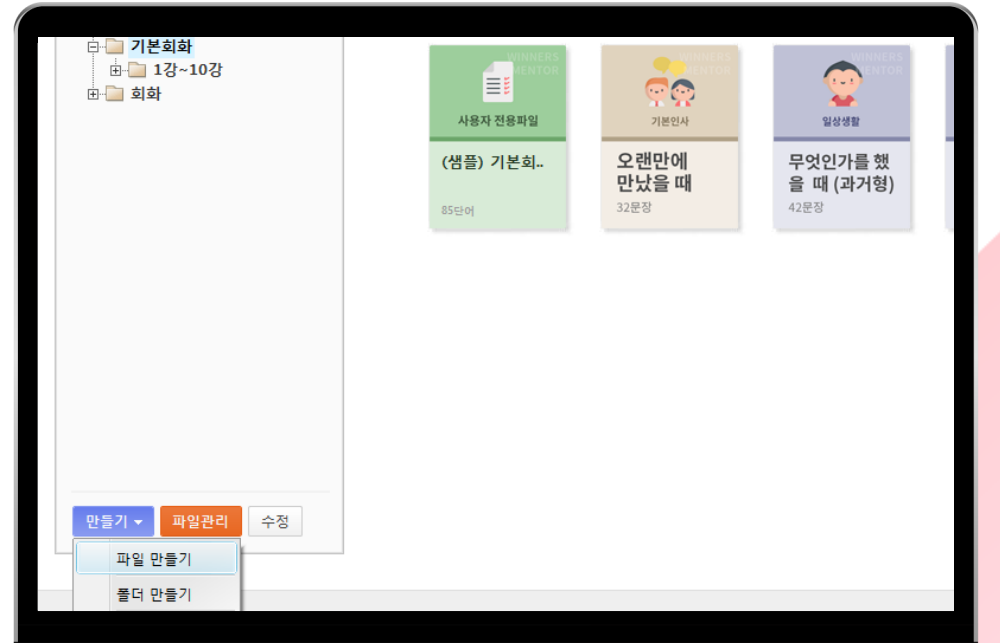 기본회화
1강~10강
회화
WINNERS
MENTOR
사용자 전용파일
(샘플) 기본회..
85단어
WINNERS
MENTOR
기본인사
오랜만에
만났을 때
32문장
WINNERS
MENTOR
일상생활
무엇인가를 했
을 때 (과거형)
42문장
만들기
파일관리
수정
파일 만들기
폴더 만들기